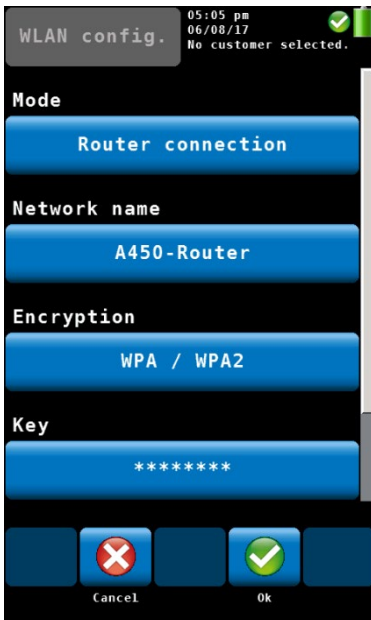 WLAN config.
05:05 pm
06/08/17
No customer selected.
Mode
Router connection
Network name
A450-Router
Encryption
WPA / WPA2
Key
********
Cancel
Ok